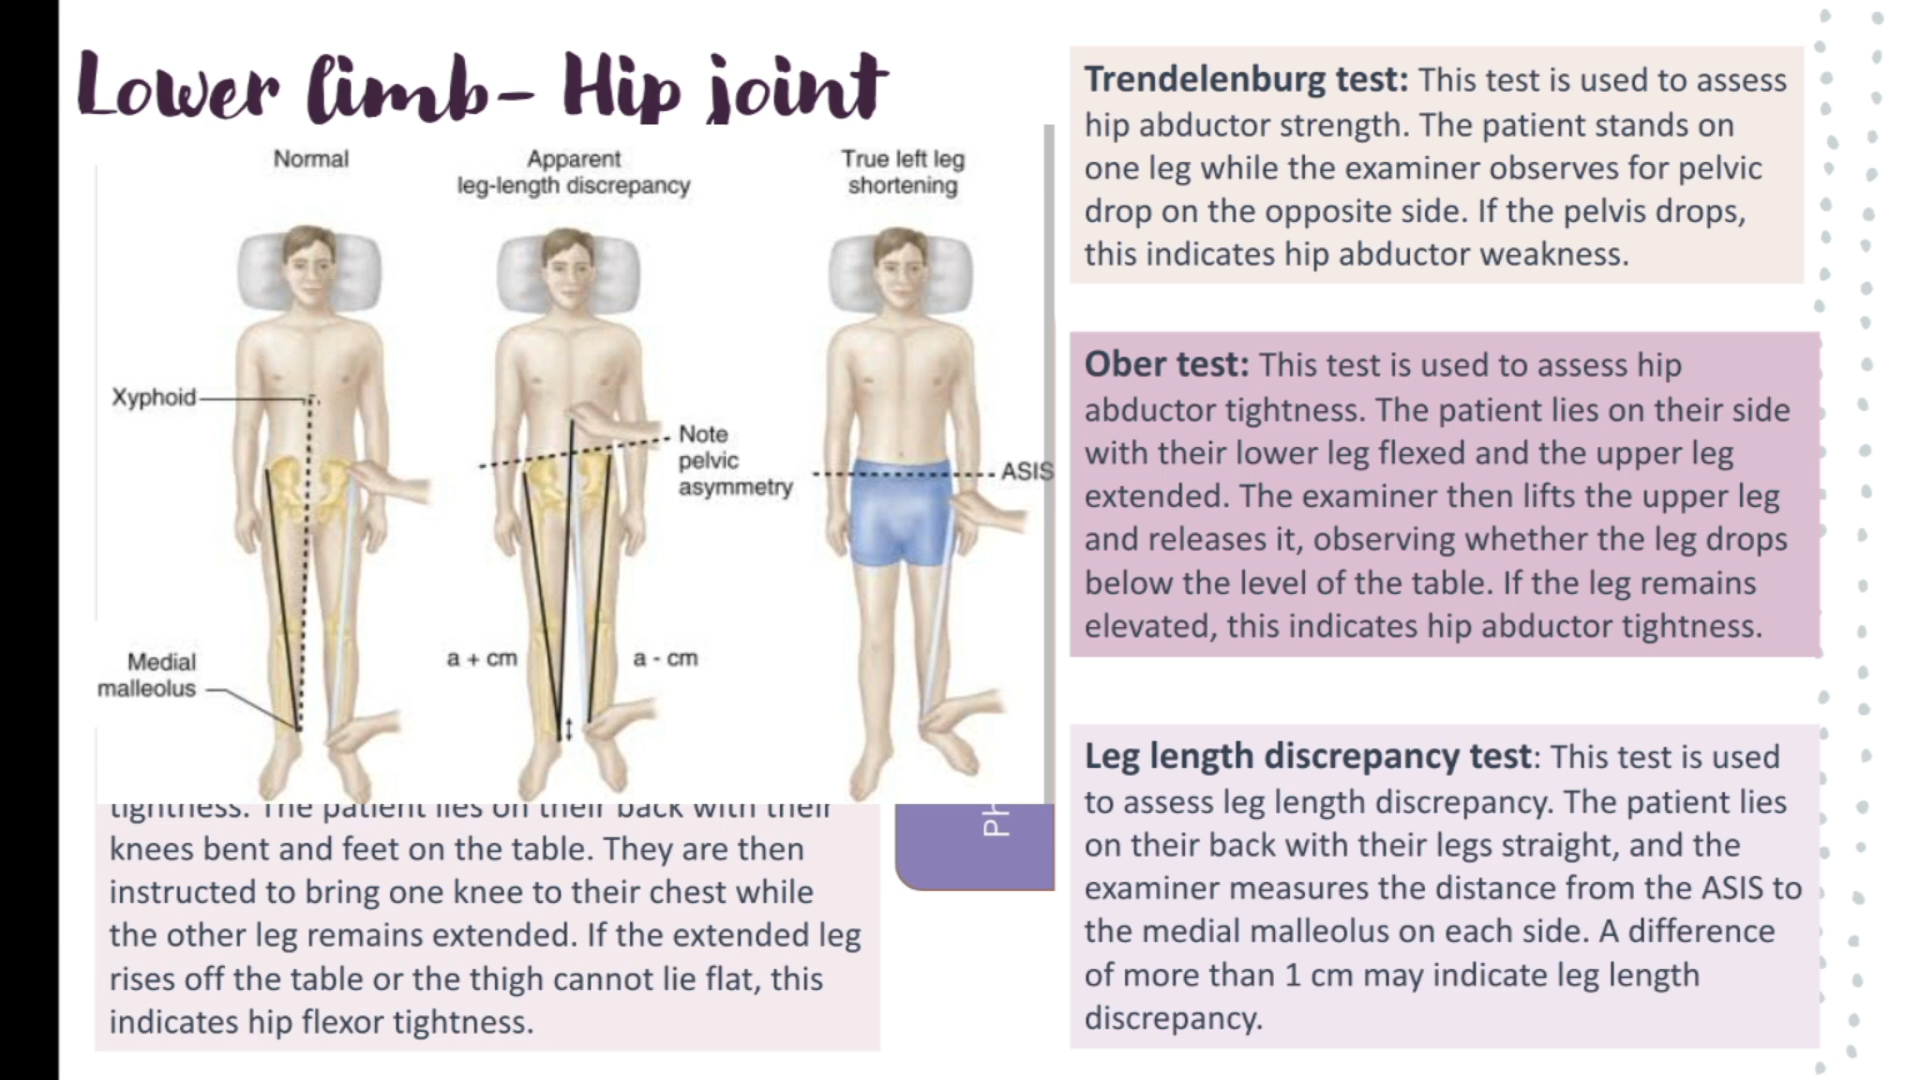 Lower limb- Hip joint
Normal
Apparent
leg-length discrepancy
True left leg
shortening
Xyphoid
Note
pelvic
asymmetry
ASIS
a + cm
a - cm
Medial
malleolus
tightness. The patient lies on their back with their
knees bent and feet on the table. They are then
instructed to bring one knee to their chest while
the other leg remains extended. If the extended leg
rises off the table or the thigh cannot lie flat, this
indicates hip flexor tightness.
Ph
Trendelenburg test: This test is used to assess
hip abductor strength. The patient stands on
one leg while the examiner observes for pelvic
drop on the opposite side. If the pelvis drops,
this indicates hip abductor weakness.
Ober test: This test is used to assess hip
abductor tightness. The patient lies on their side
with their lower leg flexed and the upper leg
extended. The examiner then lifts the upper leg
and releases it, observing whether the leg drops
below the level of the table. If the leg remains
elevated, this indicates hip abductor tightness.
Leg length discrepancy test: This test is used
to assess leg length discrepancy. The patient lies
on their back with their legs straight, and the
examiner measures the distance from the ASIS to
the medial malleolus on each side. A difference
of more than 1 cm may indicate leg length
discrepancy.